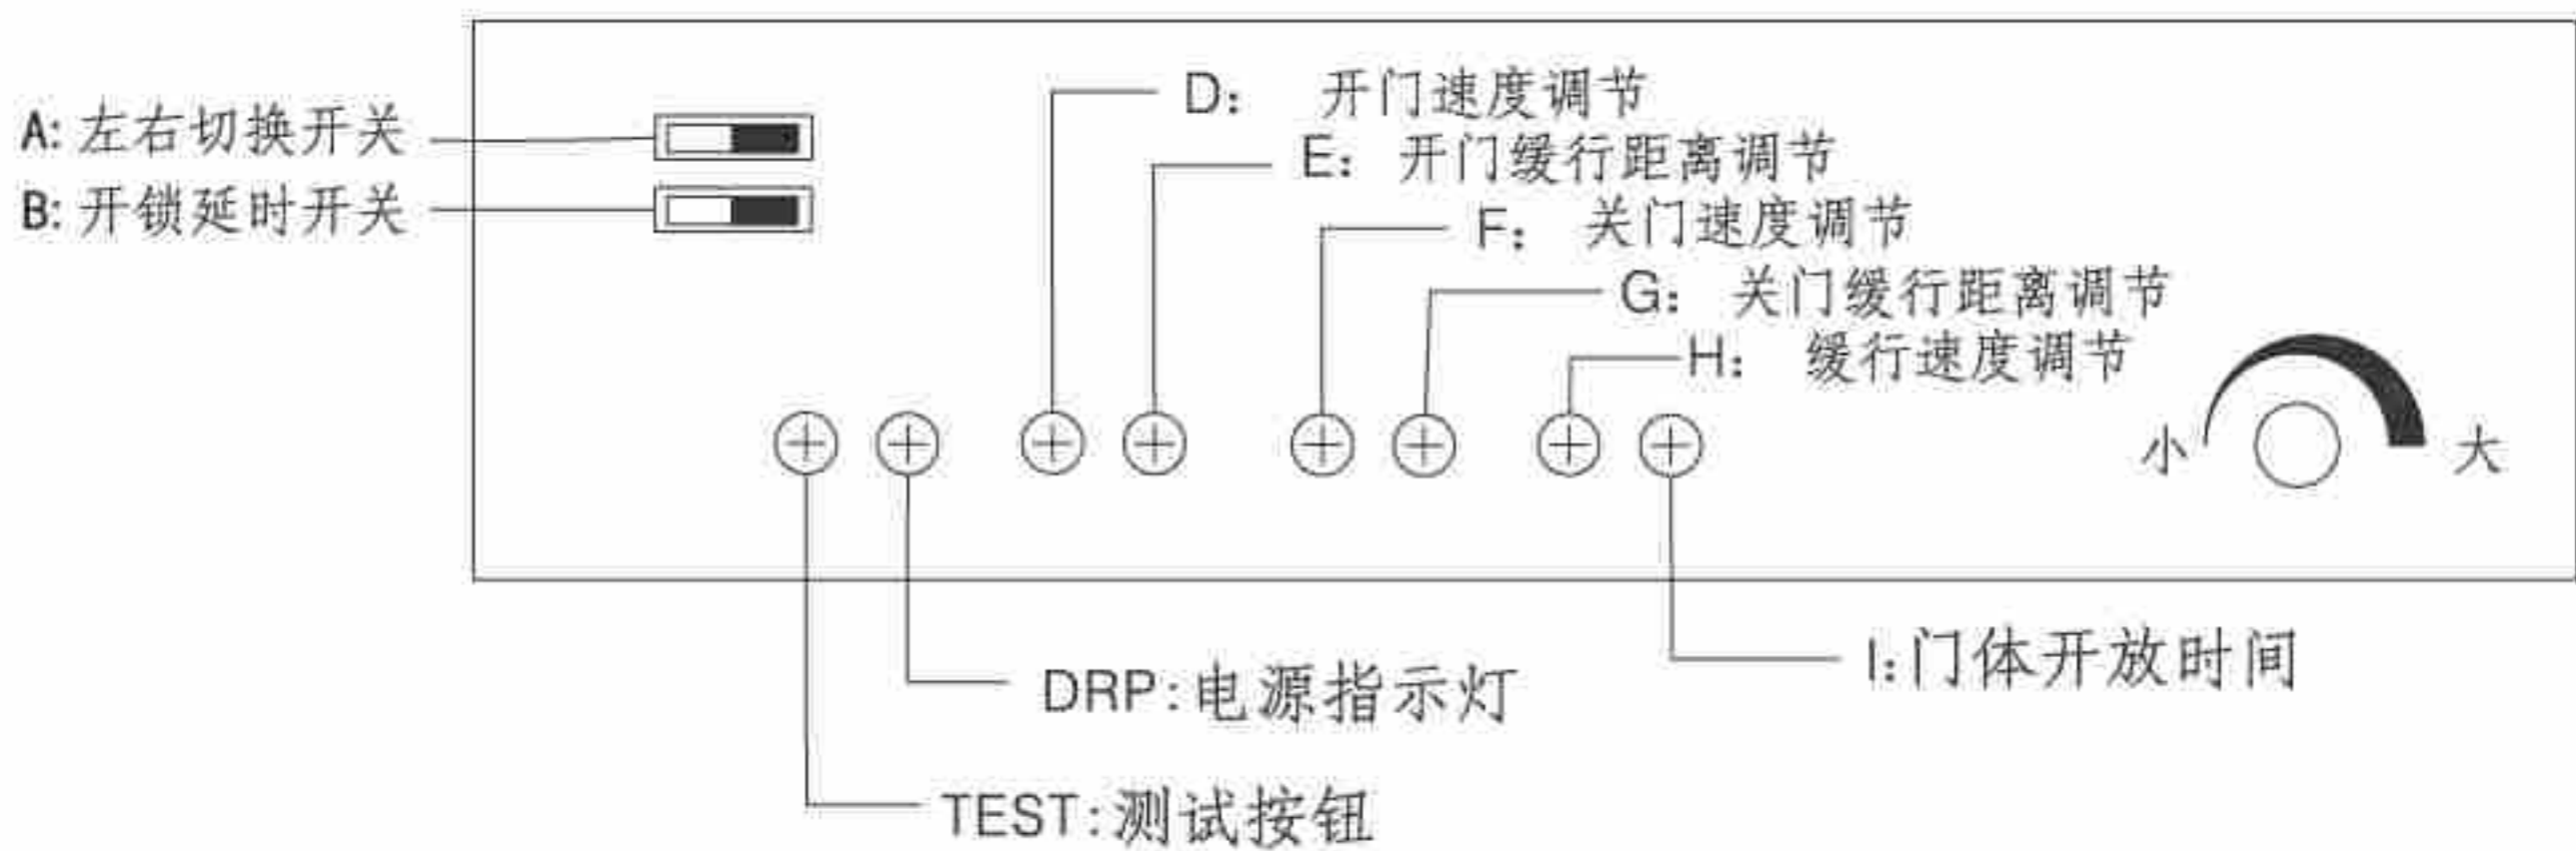 D: 开门速度调节
A: 左右切换开关
E: 开门缓行距离调节
B: 开锁延时开关
F: 关门速度调节
G: 关门缓行距离调节
H: 缓行速度调节
小 大
I:门体开放时间
DRP:电源指示灯
TEST:测试按钮